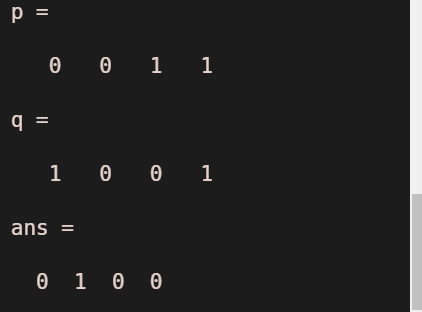 p =
0 0 1 1
q =
1 0 0 1
ans =
0 1 0 0